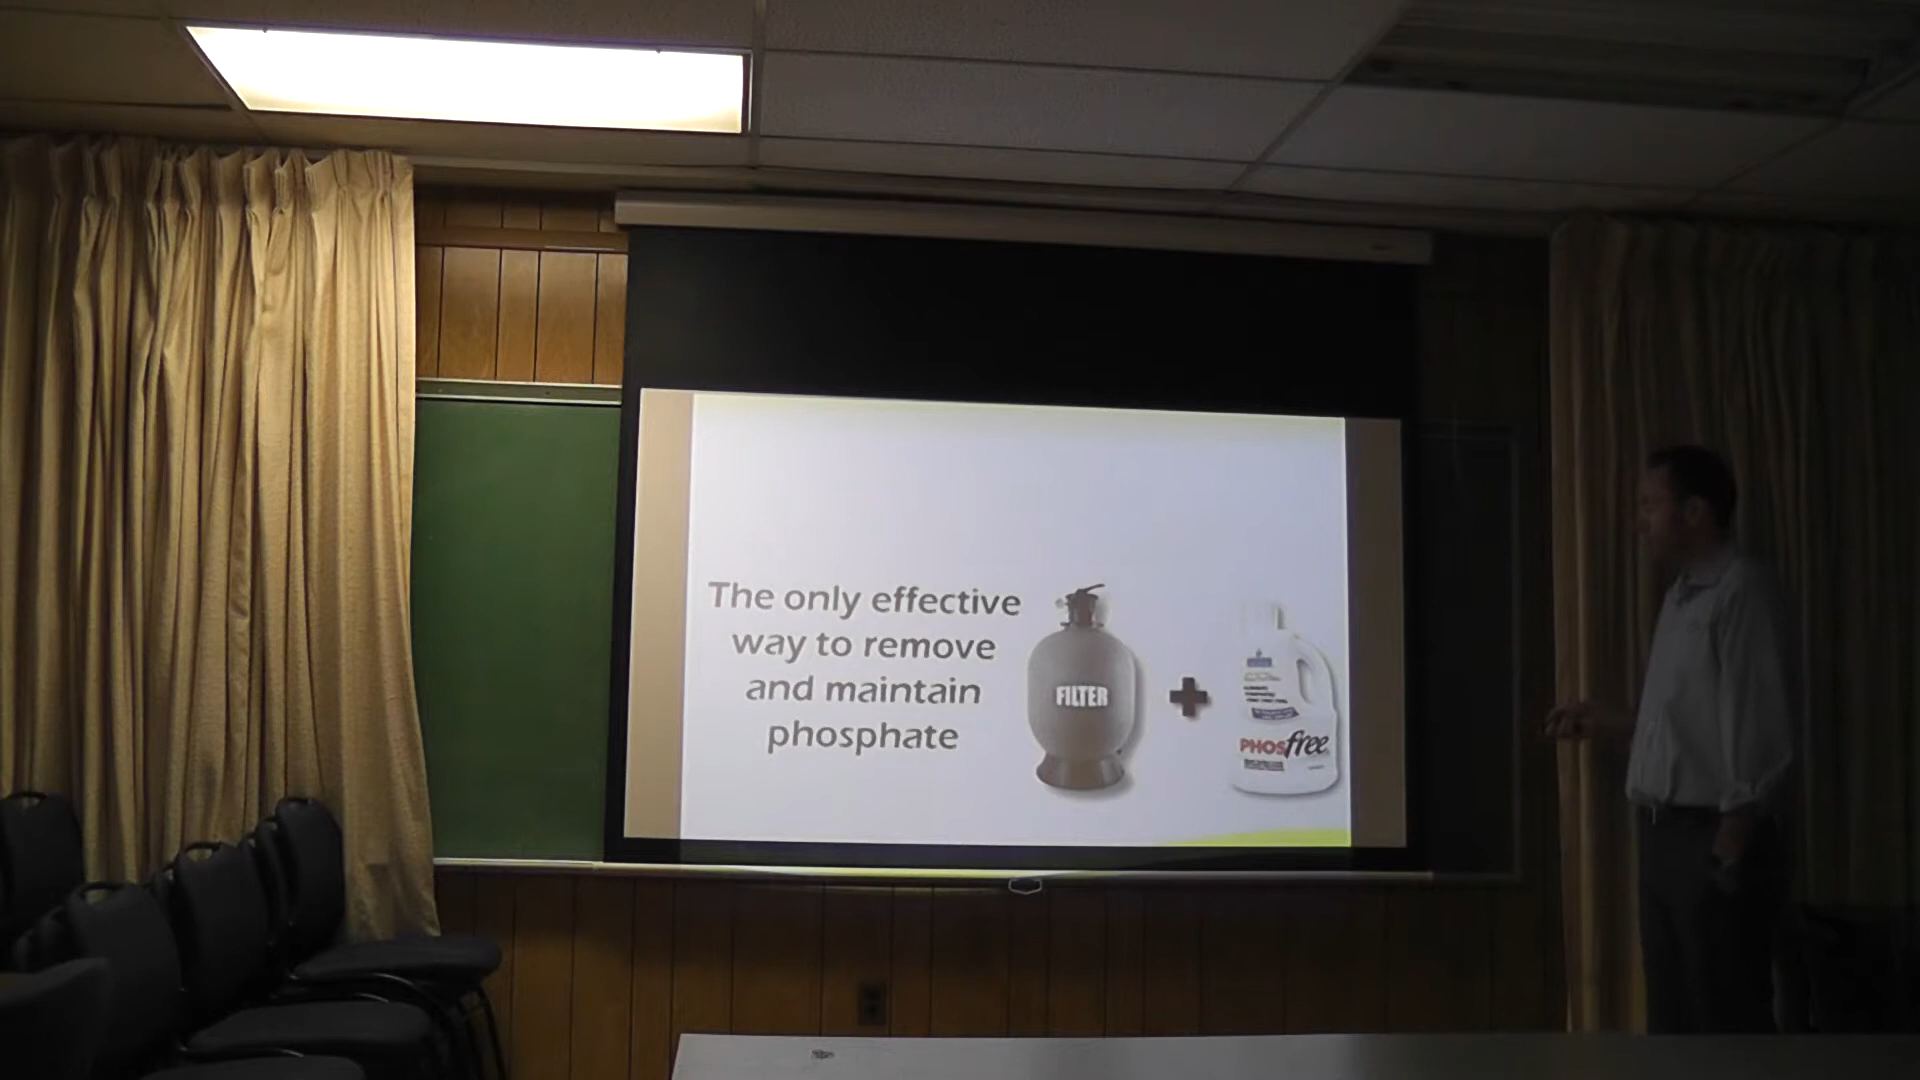 The only effective
way to remove
and maintain
phosphate
FILTER
PHOSfree